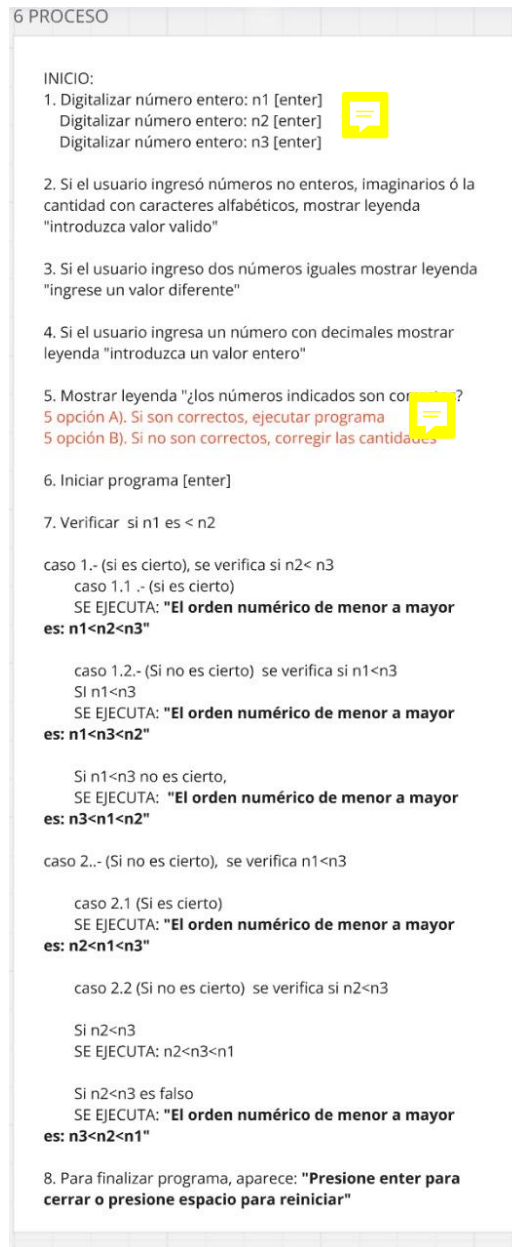 6 PROCESO
INICIO:
1. Digitalizar número entero: n1 [enter]
Digitalizar número entero: n2 [enter]
Digitalizar número entero: n3 [enter]
2. Si el usuario ingresó números no enteros, imaginarios ó la
cantidad con caracteres alfabéticos, mostrar leyenda
"introduzca valor valido"
3. Si el usuario ingreso dos números iguales mostrar leyenda
"ingrese un valor diferente"
4. Si el usuario ingresa un número con decimales mostrar
leyenda "introduzca un valor entero"
5. Mostrar leyenda "¿los números indicados son ?
5 opción A). Si son correctos, ejecutar programa
5 opción B). Si no son correctos, corregir las cantidades
6. Iniciar programa [enter]
7. Verificar si n1 es < n2
caso 1.- (si es cierto), se verifica si n2< n3
caso 1.1 .- (si es cierto)
SE EJECUTA: "El orden numérico de menor a mayor
es: n1<n2<n3"
caso 1.2.- (Si no es cierto) se verifica si n1<n3
SI n1<n3
SE EJECUTA: "El orden numérico de menor a mayor
es: n1<n3<n2"
Si n1<n3 no es cierto,
SE EJECUTA: "El orden numérico de menor a mayor
es: n3<n1<n2"
caso 2..- (Si no es cierto), se verifica n1<n3
caso 2.1 (Si es cierto)
SE EJECUTA: "El orden numérico de menor a mayor
es: n2<n1<n3"
caso 2.2 (Si no es cierto) se verifica si n2<n3
Si n2<n3
SE EJECUTA: n2<n3<n1
Si n2<n3 es falso
SE EJECUTA: "El orden numérico de menor a mayor
es: n3<n2<n1"
8. Para finalizar programa, aparece: "Presione enter para
cerrar o presione espacio para reiniciar"